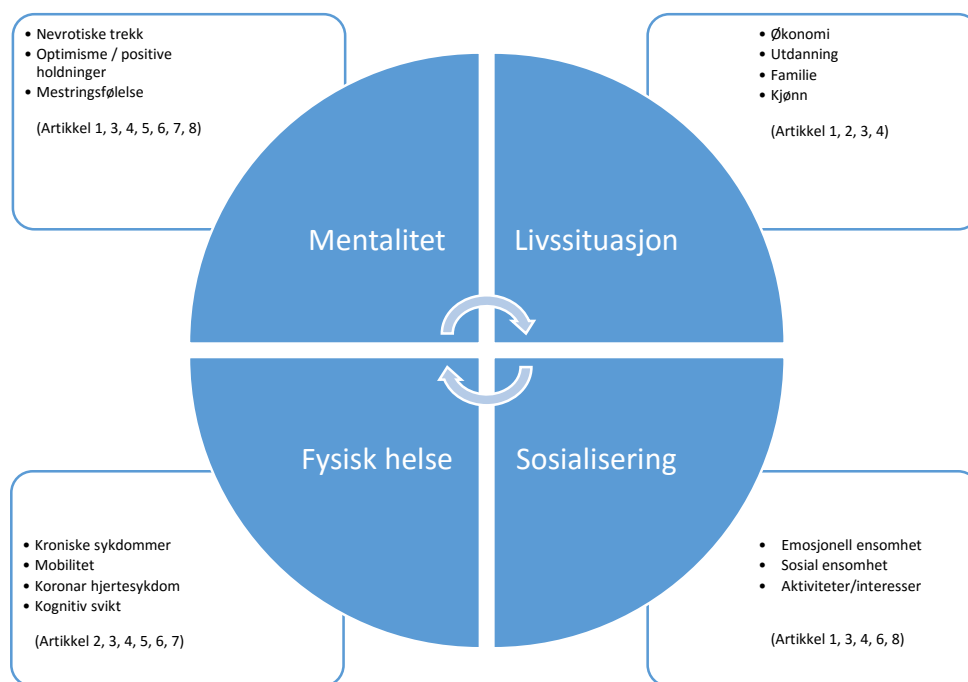 • Nevrotiske trekk
• Optimisme / positive
holdninger
• Mestringsfølelse
(Artikkel 1, 3, 4, 5, 6, 7, 8)
• Økonomi
• Utdanning
• Familie
• Kjønn
(Artikkel 1, 2, 3, 4)
Mentalitet
Livssituasjon
Fysisk helse
Sosialisering
• Kroniske sykdommer
• Mobilitet
• Koronar hjertesykdom
• Kognitiv svikt
(Artikkel 2, 3, 4, 5, 6, 7)
• Emosjonell ensomhet
• Sosial ensomhet
• Aktiviteter/interesser
(Artikkel 1, 3, 4, 6, 8)